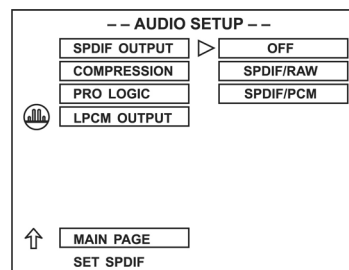 -- AUDIO SETUP --
SPDIF OUTPUT OFF
COMPRESSION SPDIF/RAW
PRO LOGIC SPDIF/PCM
LPCM OUTPUT
MAIN PAGE
SET SPDIF